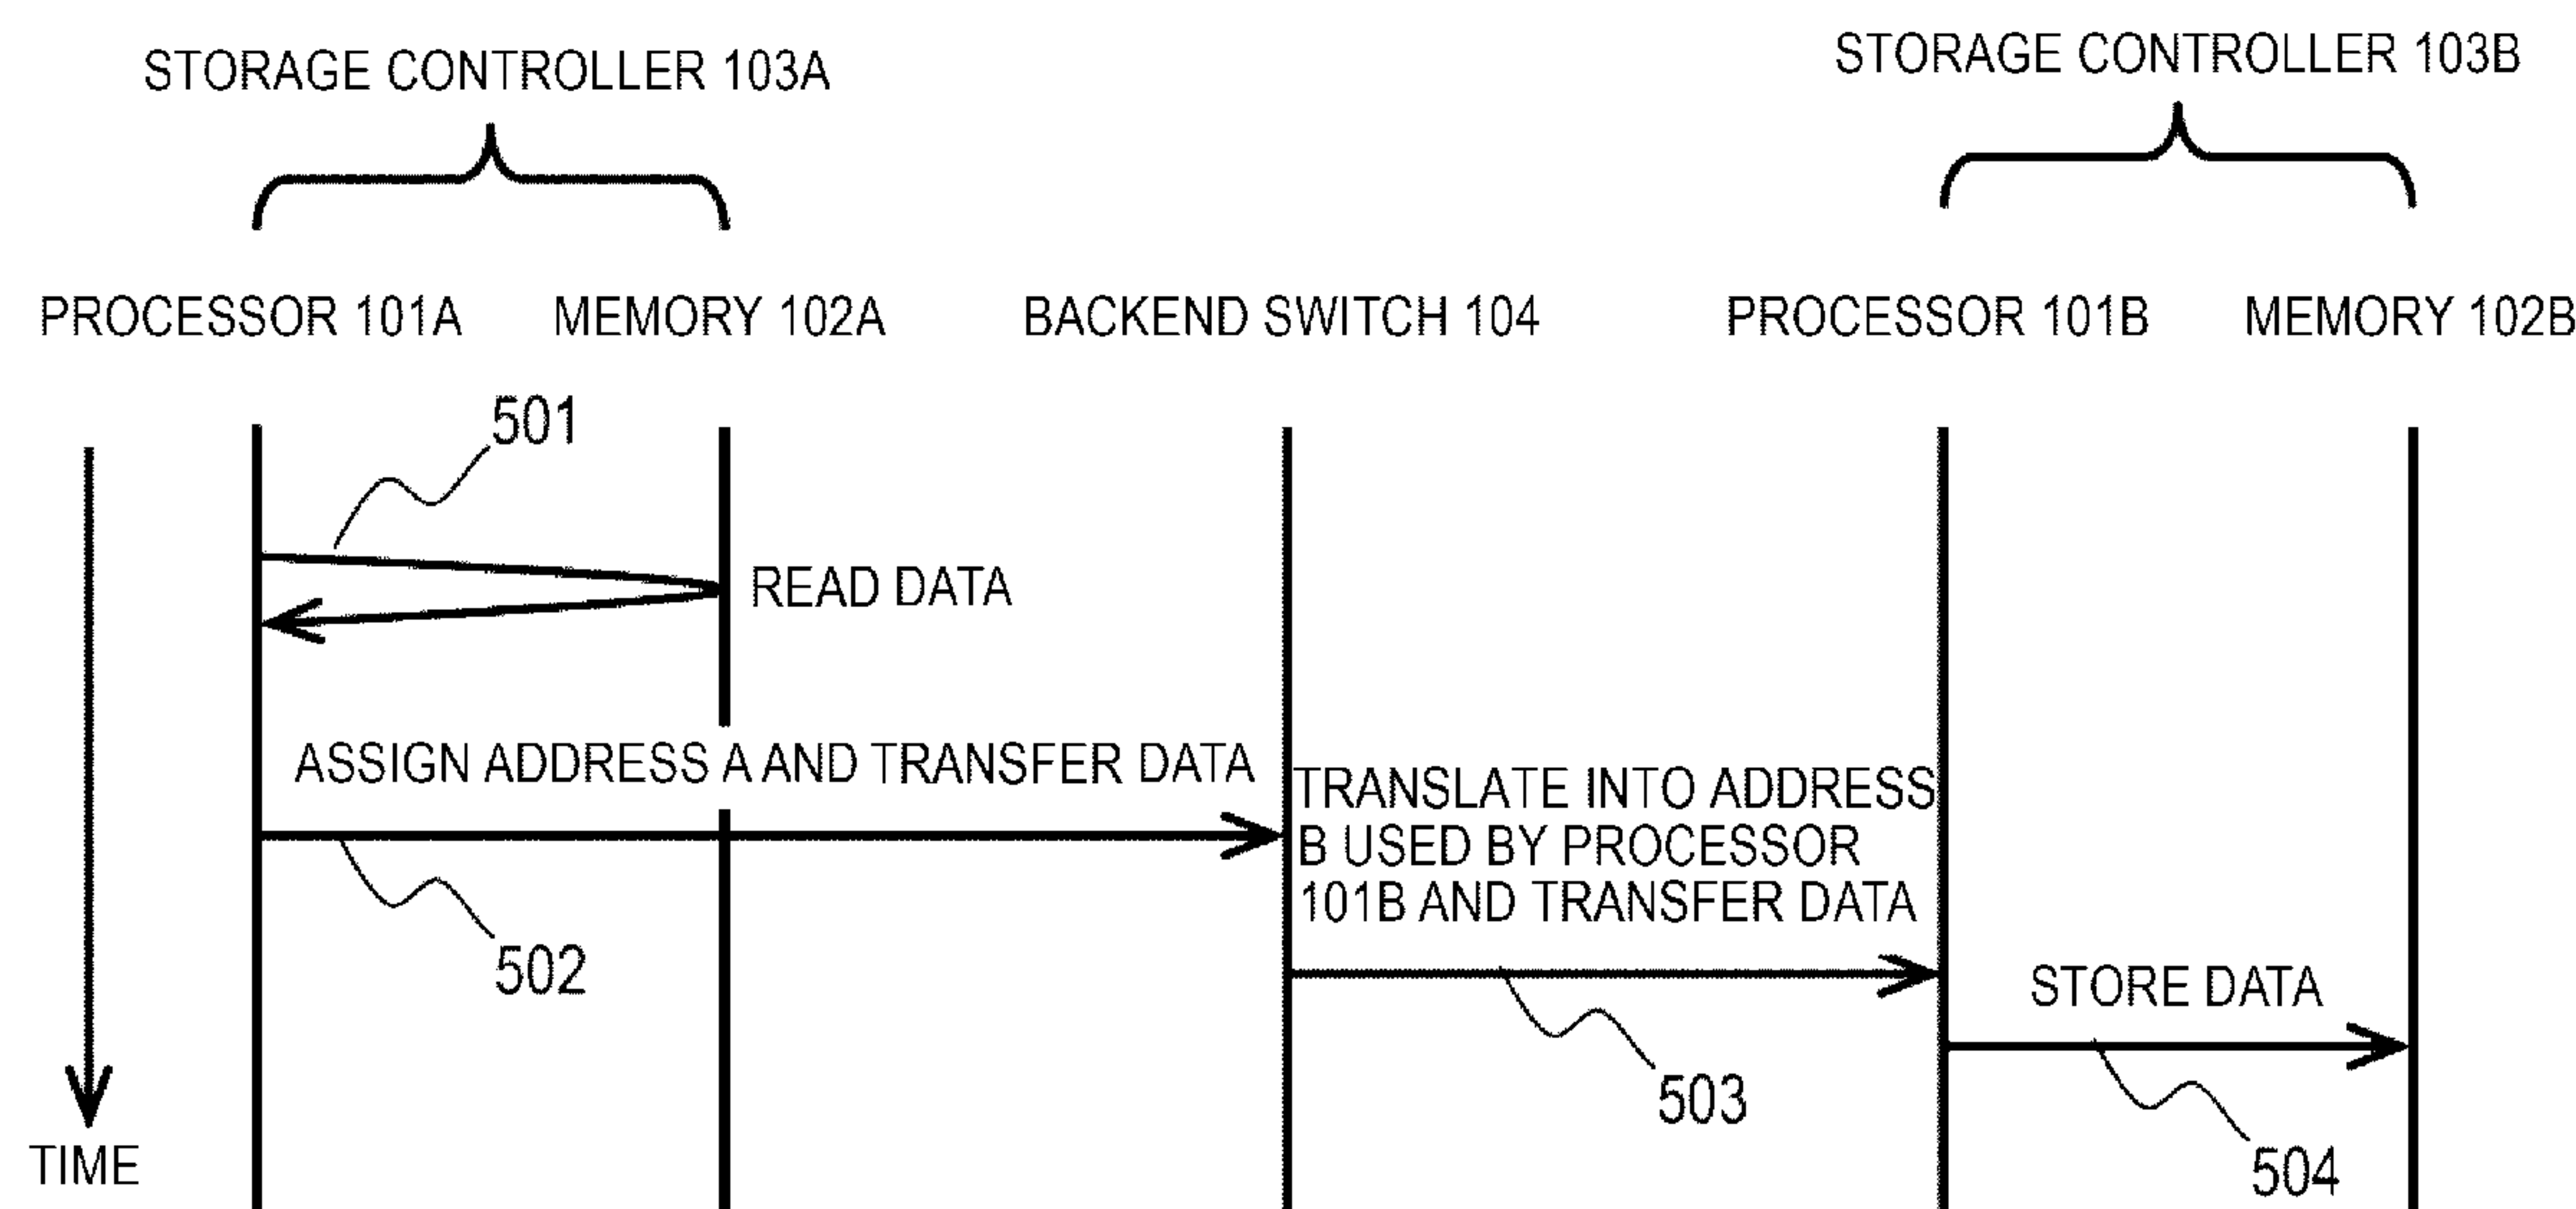 STORAGE CONTROLLER 103A
STORAGE CONTROLLER 103B
PROCESSOR 101A
MEMORY 102A
BACKEND SWITCH 104
PROCESSOR 101B
MEMORY 102B
501
READ DATA
ASSIGN ADDRESS A AND TRANSFER DATA
502
TRANSLATE INTO ADDRESS
B USED BY PROCESSOR
101B AND TRANSFER DATA
503
STORE DATA
504
TIME